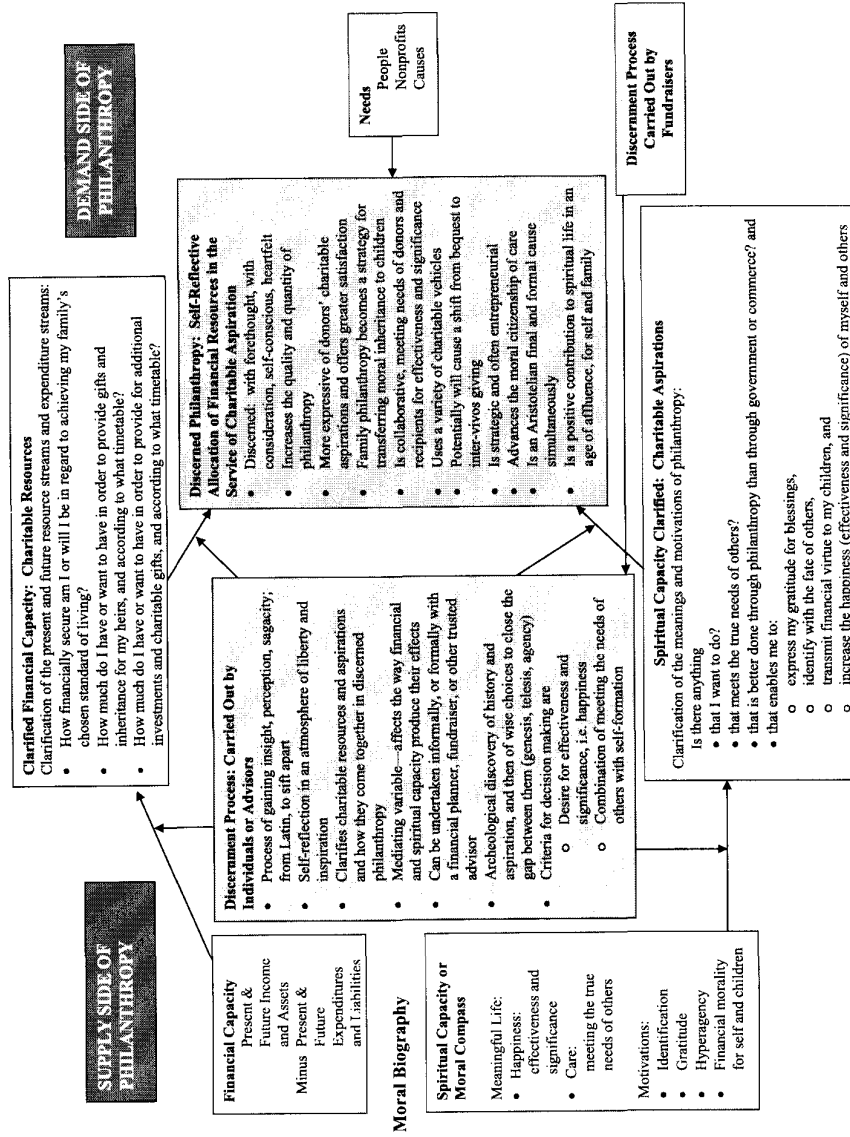 SUPPLY SIDE OF
PHILANTHROPY
DEMAND SIDE OF
PHILANTHROPY
Clarified Financial Capacity: Charitable Resources
Clarification of the present and future resource streams and expenditure streams:
• How financially secure am I or will I be in regard to achieving my family's
chosen standard of living?
• How much do I have or want to have in order to provide gifts and
inheritance for my heirs, and according to what timetable?
• How much do I have or want to have in order to provide for additional
investments and charitable gifts, and according to what timetable?
Financial Capacity
Present &
Future Income
and Assets
Minus Present &
Future
Expenditures
and Liabilities
Moral Biography
Spiritual Capacity or
Moral Compass
Meaningful Life:
• Happiness:
effectiveness and
significance
• Care:
meeting the true
needs of others
Motivations:
• Identification
• Gratitude
• Hyperagency
• Financial morality
for self and children
Discernment Process: Carried Out by
Individuals or Advisors
• Process of gaining insight, perception, sagacity;
from Latin, to sift apart
• Self-reflection in an atmosphere of liberty and
inspiration
• Clarifies charitable resources and aspirations
and how they come together in discerned
philanthropy
• Mediating variable—affects the way financial
and spiritual capacity produce their effects
• Can be undertaken informally, or formally with
a financial planner, fundraiser, or other trusted
advisor
• Archeological discovery of history and
aspiration, and then of wise choices to close the
gap between them (genesis, telesis, agency)
• Criteria for decision making are
o Desire for effectiveness and
significance, i.e. happiness
o Combination of meeting the needs of
others with self-formation
Discerned Philanthropy: Self-Reflective
Allocation of Financial Resources in the
Service of Charitable Aspiration
• Discerned: with forethought, with
consideration, self-conscious, heartfelt
• Increases the quality and quantity of
philanthropy
• More expressive of donors' charitable
aspirations and offers greater satisfaction
• Family philanthropy becomes a strategy for
transferring moral inheritance to children
• Is collaborative, meeting needs of donors and
recipients for effectiveness and significance
• Uses a variety of charitable vehicles
• Potentially will cause a shift from bequest to
inter-vivos giving
• Is strategic and often entrepreneurial
• Advances the moral citizenship of care
• Is an Aristotelian final and formal cause
simultaneously
• Is a positive contribution to spiritual life in an
age of affluence, for self and family
Needs
People
Nonprofits
Causes
Discernment Process
Carried Out by
Fundraisers
Spiritual Capacity Clarified: Charitable Aspirations
Clarification of the meanings and motivations of philanthropy:
Is there anything
• that I want to do?
• that meets the true needs of others?
• that is better done through philanthropy than through government or commerce? and
• that enables me to:
o express my gratitude for blessings,
o identify with the fate of others,
o transmit financial virtue to my children, and
o increase the happiness (effectiveness and significance) of myself and others